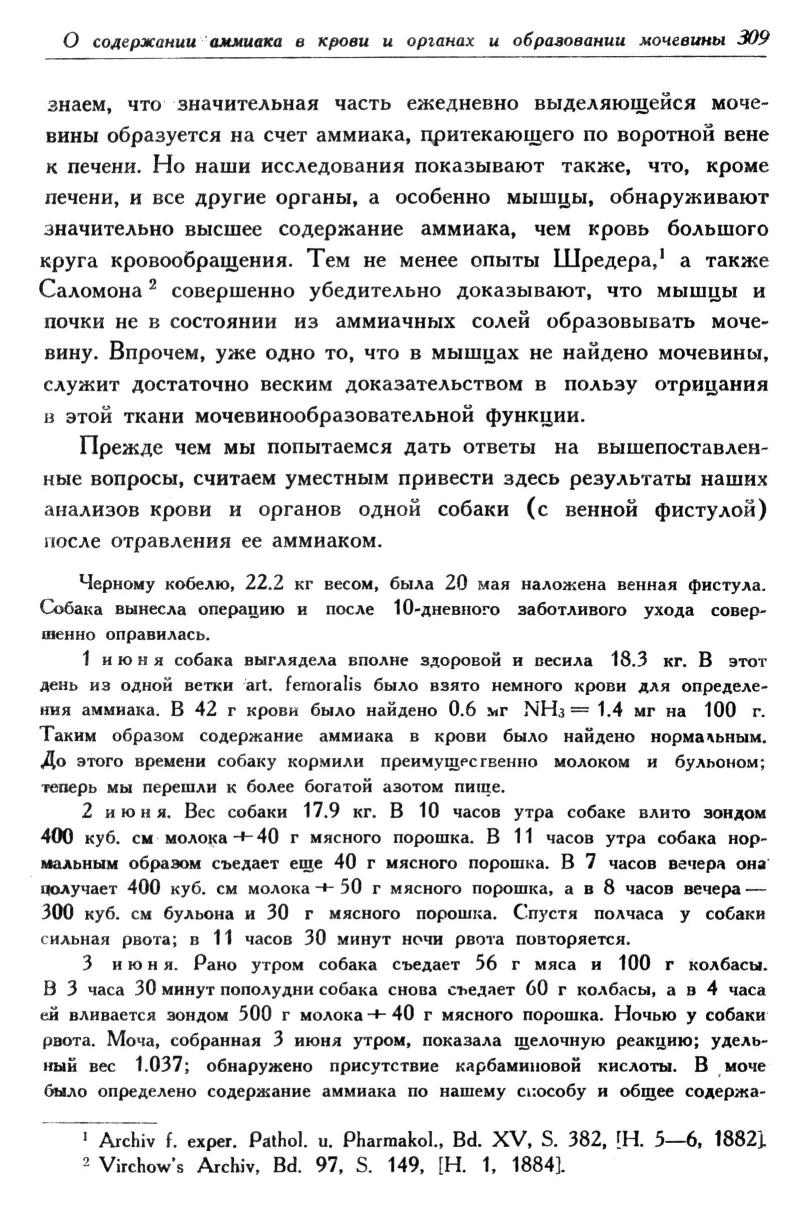 О содержании аммиака в крови и органах и образовании мочевины 309
знаем, что значительная часть ежедневно выделяющейся моче-
вины образуется на счет аммиака, притекающего по воротной вене
к печени. Но наши исследования показывают также, что, кроме
печени, и все другие органы, а особенно мышцы, обнаруживают
значительно высшее содержание аммиака, чем кровь большого
круга кровообращения. Тем не менее опыты Шредера,¹ а также
Саломона ² совершенно убедительно доказывают, что мышцы и
почки не в состоянии из аммиачных солей образовывать моче-
вину. Впрочем, уже одно то, что в мышцах не найдено мочевины,
служит достаточно веским доказательством в пользу отрицания
в этой ткани мочевинообразовательной функции.
Прежде чем мы попытаемся дать ответы на вышепоставлен-
ные вопросы, считаем уместным привести здесь результаты наших
анализов крови и органов одной собаки (с венной фистулой)
после отравления ее аммиаком.
Черному кобелю, 22.2 кг весом, была 20 мая наложена венная фистула.
Собака вынесла операцию и после 10-дневного заботливого ухода совер-
шенно оправилась.
1 июня собака выглядела вполне здоровой и весила 18.3 кг. В этот
день из одной ветки art. femoralis было взято немного крови для определе-
ния аммиака. В 42 г крови было найдено 0.6 мг NH₃ = 1.4 мг на 100 г.
Таким образом содержание аммиака в крови было найдено нормальным.
До этого времени собаку кормили преимущественно молоком и бульоном;
теперь мы перешли к более богатой азотом пище.
2 июня. Вес собаки 17.9 кг. В 10 часов утра собаке влито зондом
400 куб. см молока + 40 г мясного порошка. В 11 часов утра собака нор-
мальным образом съедает еще 40 г мясного порошка. В 7 часов вечера она
получает 400 куб. см молока + 50 г мясного порошка, а в 8 часов вечера —
300 куб. см бульона и 30 г мясного порошка. Спустя полчаса у собаки
сильная рвота; в 11 часов 30 минут ночи рвота повторяется.
3 июня. Рано утром собака съедает 56 г мяса и 100 г колбасы.
В 3 часа 30 минут пополудни собака снова съедает 60 г колбасы, а в 4 часа
ей вливается зондом 500 г молока + 40 г мясного порошка. Ночью у собаки
рвота. Моча, собранная 3 июня утром, показала щелочную реакцию; удель-
ный вес 1.037; обнаружено присутствие карбаминовой кислоты. В моче
было определено содержание аммиака по нашему способу и общее содержа-
¹ Archiv f. exper. Pathol. u. Pharmakol., Bd. XV, S. 382, [H. 5—6, 1882].
² Virchow's Archiv, Bd. 97, S. 149, [H. 1, 1884].